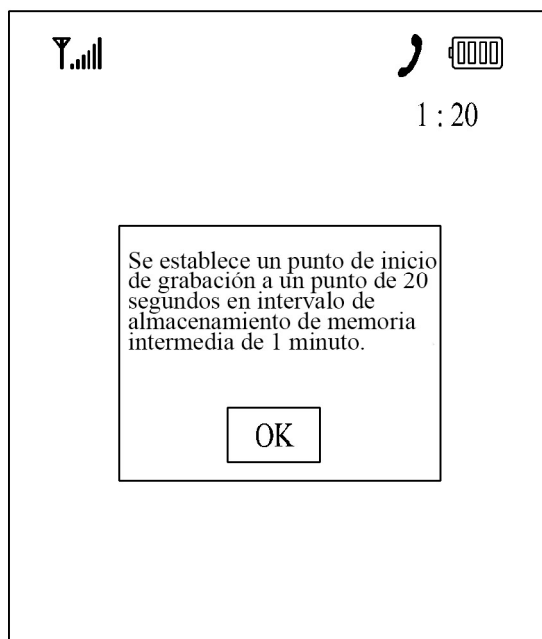 1 : 20
Se establece un punto de inicio
de grabación a un punto de 20
segundos en intervalo de
almacenamiento de memoria
intermedia de 1 minuto.
OK